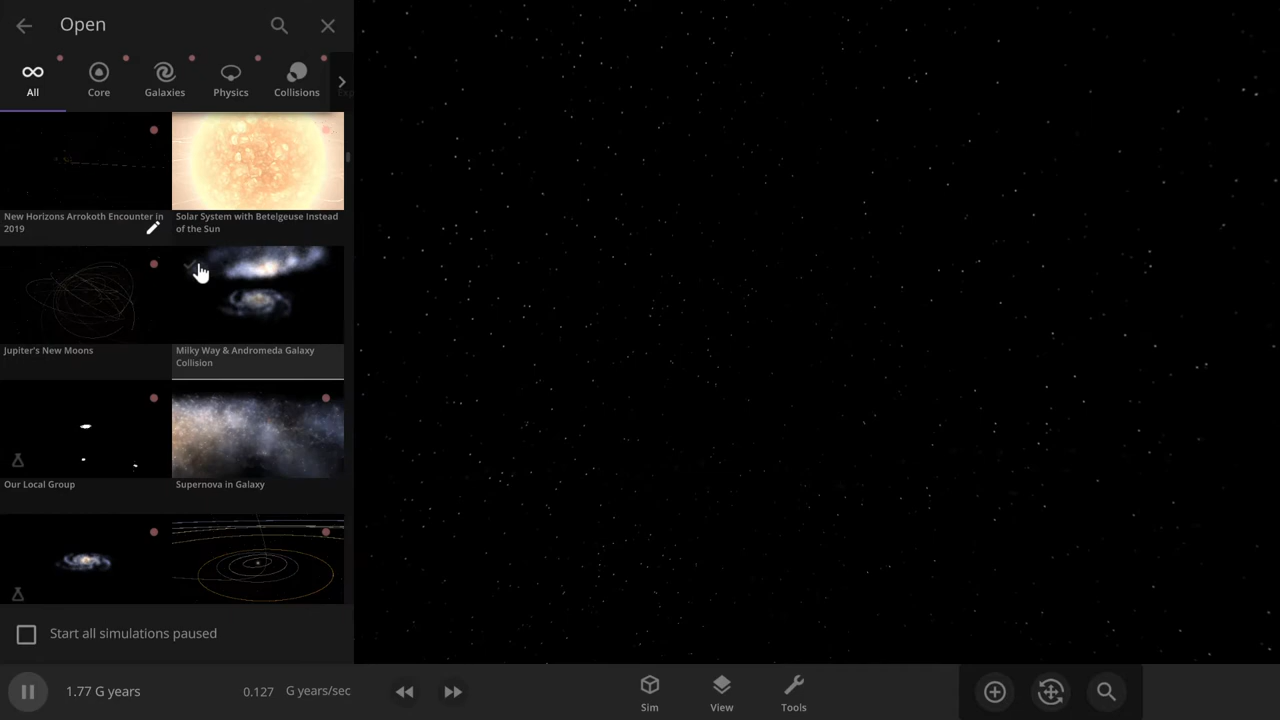 Open
All
Core
Galaxies
Physics
Collisions
New Horizons Arrokoth Encounter in
2019
Solar System with Betelgeuse Instead
of the Sun
Jupiter's New Moons
Milky Way & Andromeda Galaxy
Collision
Our Local Group
Supernova in Galaxy
Start all simulations paused
1.77 G years
0.127 G years/sec
Sim
View
Tools